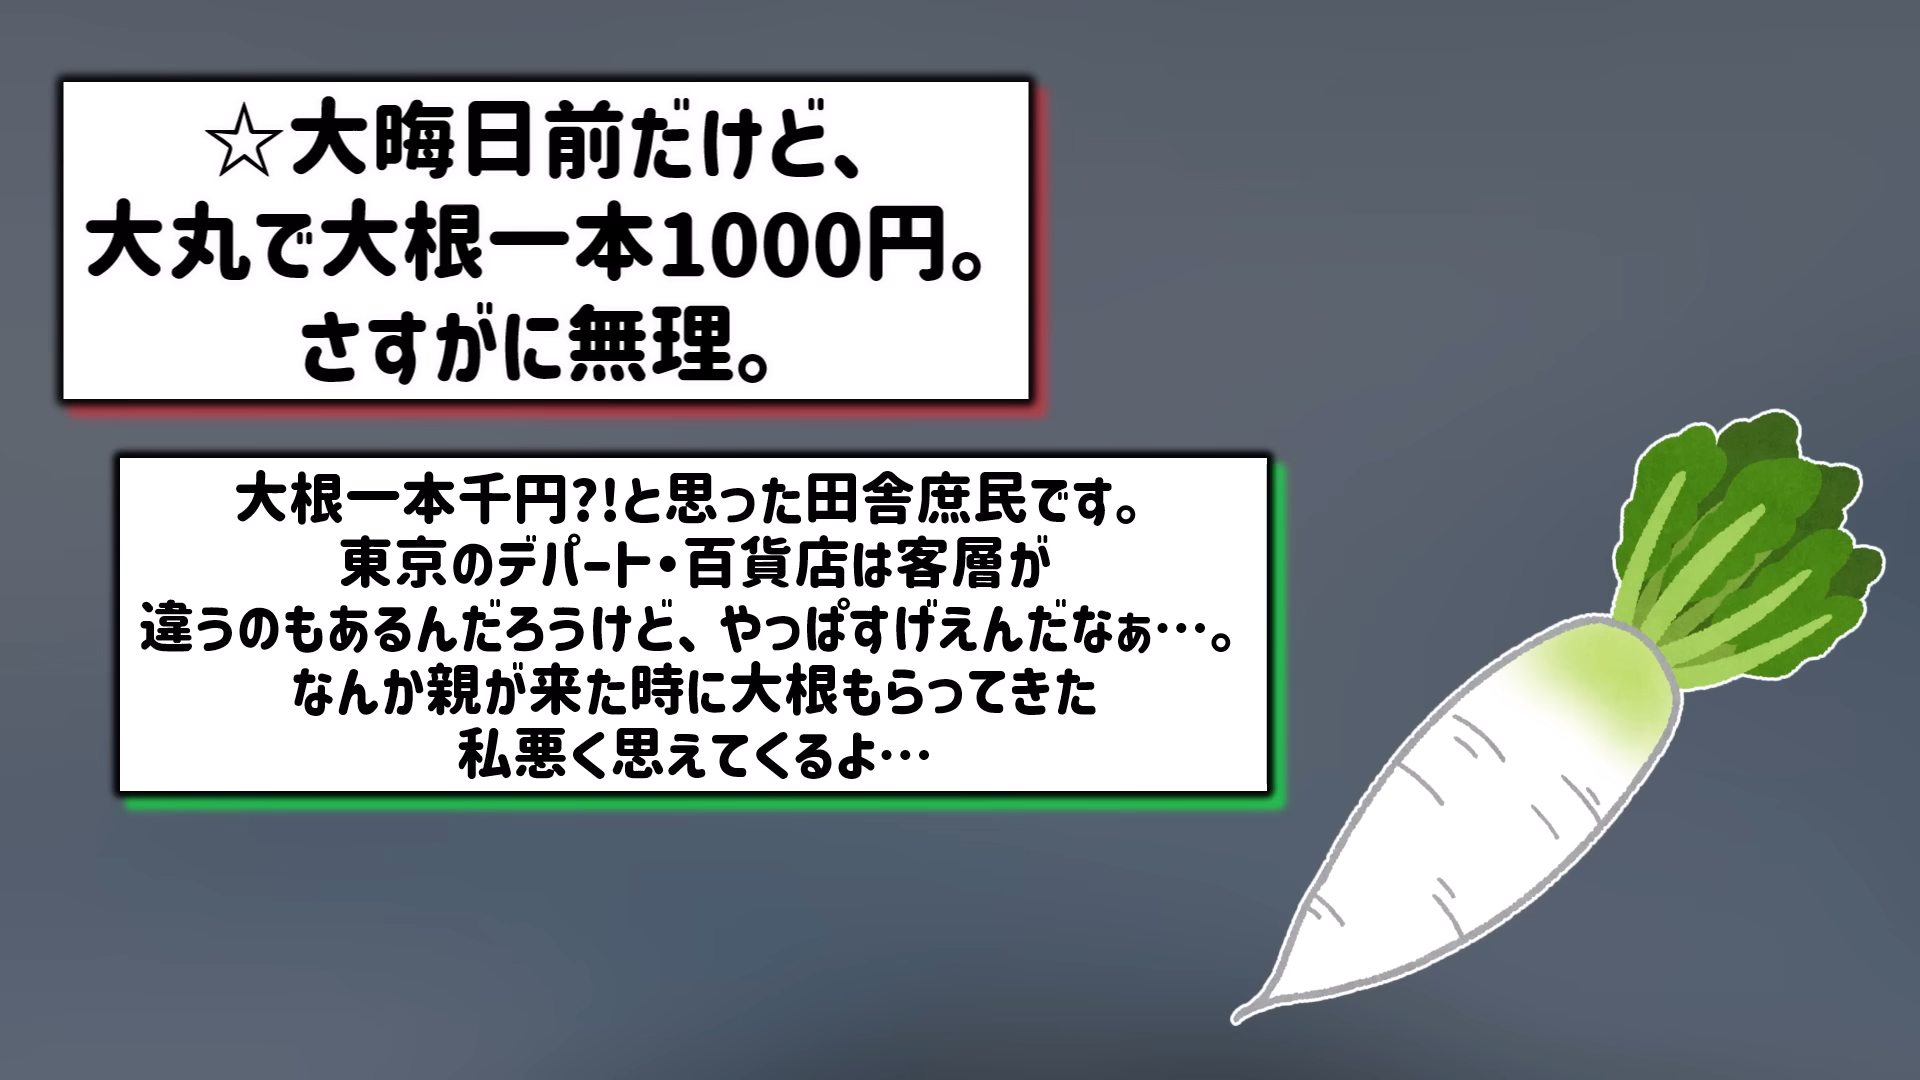 ☆大晦日前だけど、
大丸で大根一本1000円。
さすがに無理。
大根一本千円?!と思った田舎庶民です。
東京のデパート・百貨店は客層が
違うのもあるんだろうけど、やっぱすげえんだなぁ…。
なんか親が来た時に大根もらってきた
私悪く思えてくるよ…